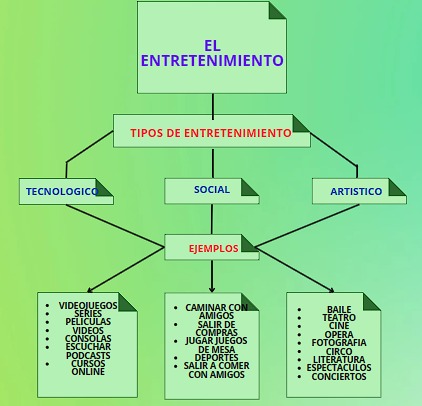 EL
ENTRETENIMIENTO
TIPOS DE ENTRETENIMIENTO
TECNOLOGICO
SOCIAL
ARTISTICO
EJEMPLOS
VIDEOJUEGOS
SERIES
PELICULAS
VIDEOS
CONSOLAS
ESCUCHAR
PODCASTS
CURSOS
ONLINE
CAMINAR CON
AMIGOS
SALIR DE
COMPRAS
JUGAR JUEGOS
DE MESA
DEPORTES
SALIR A COMER
CON AMIGOS
BAILE
TEATRO
CINE
OPERA
FOTOGRAFIA
CIRCO
LITERATURA
ESPECTACULOS
CONCIERTOS